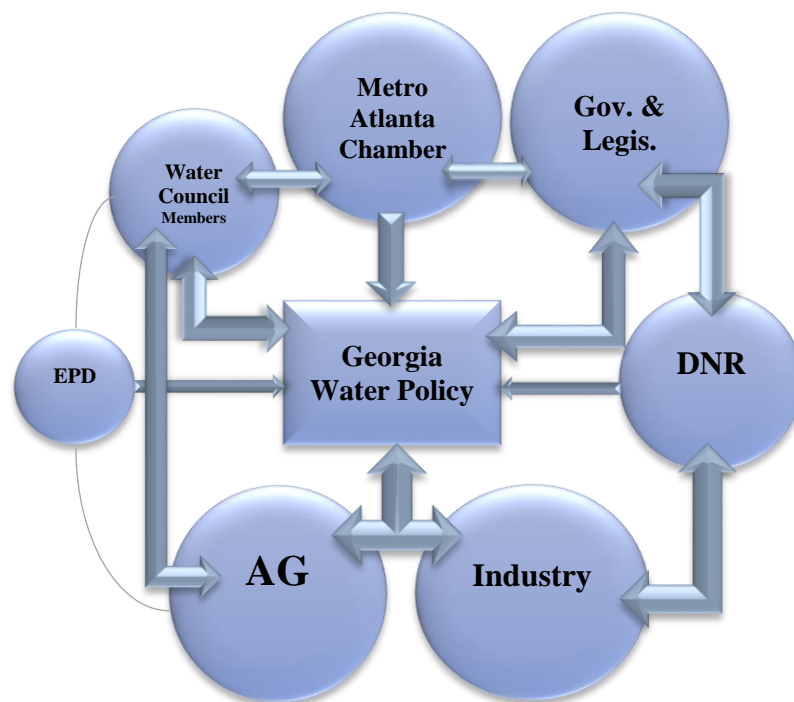 Metro
Atlanta
Chamber
Gov. &
Legis.
Water
Council
Members
EPD
Georgia
Water Policy
DNR
AG
Industry